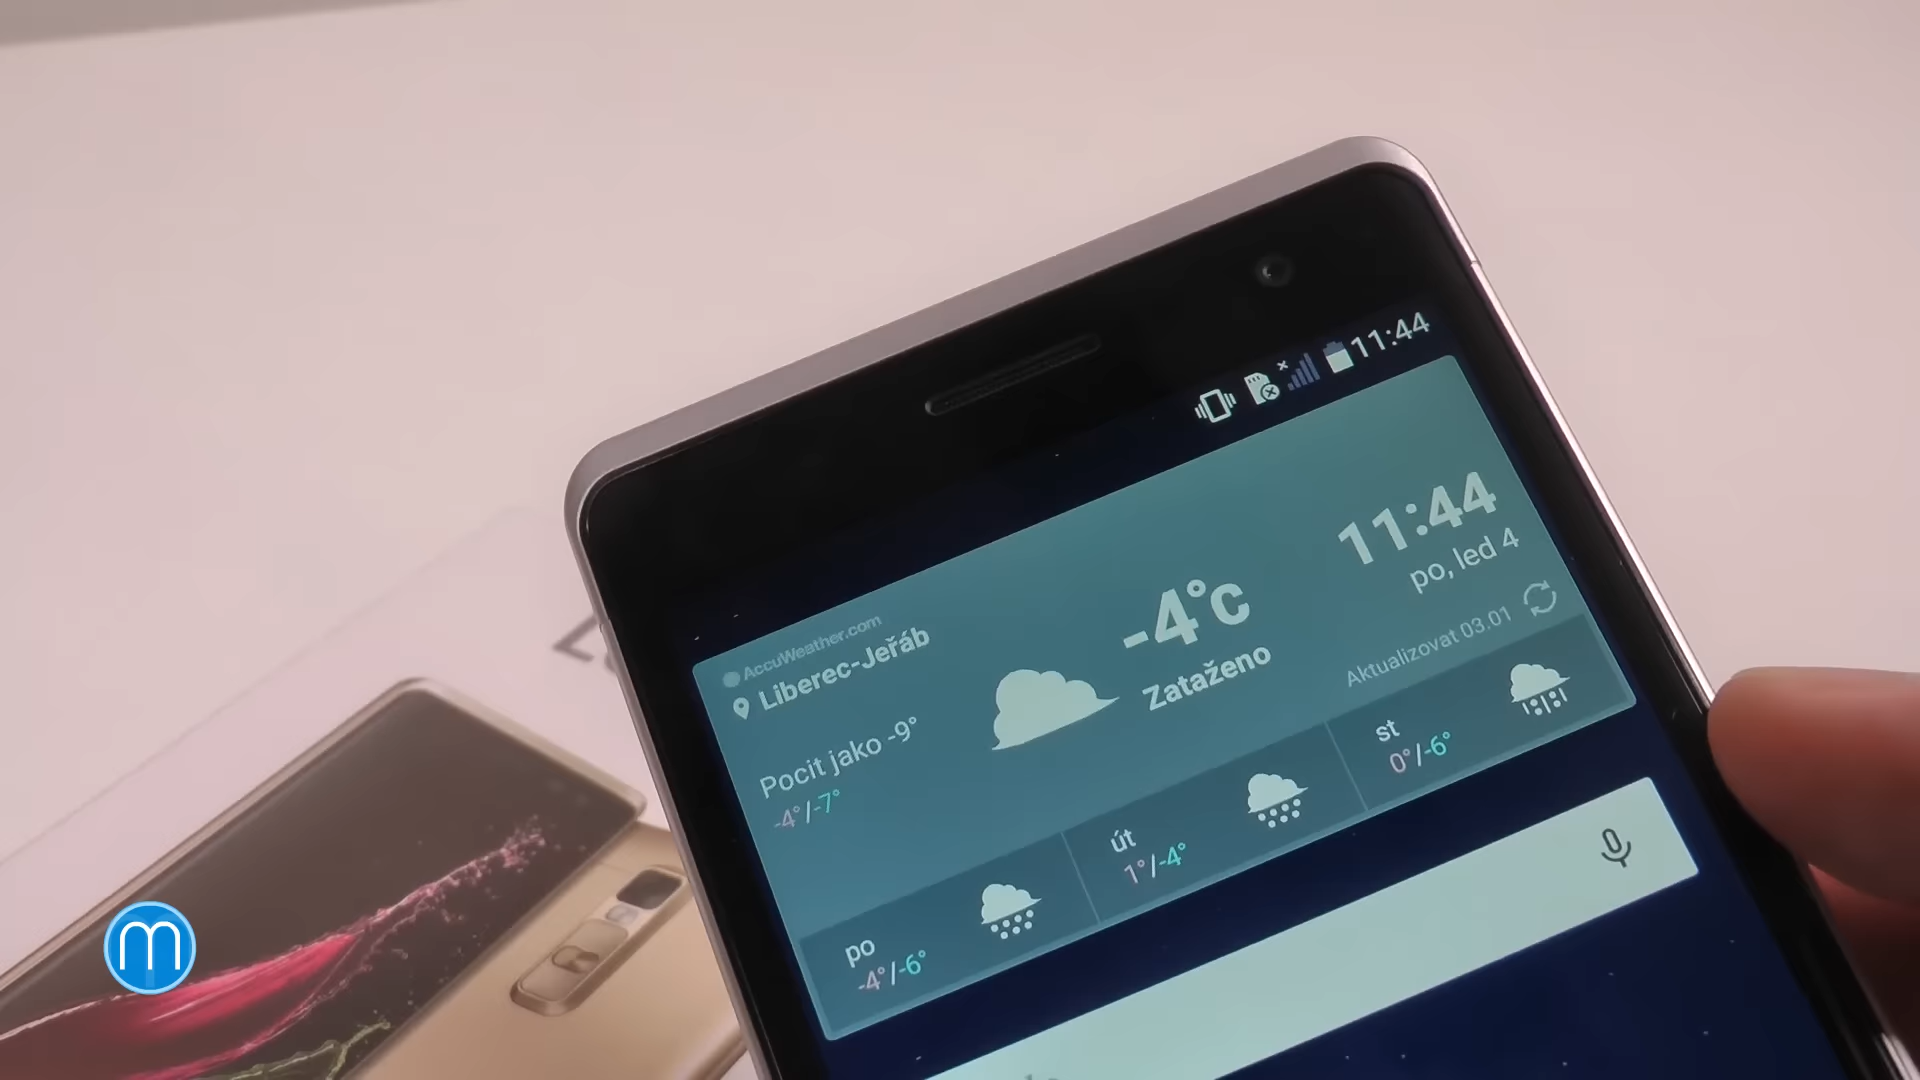 11:44
11:44
po, led 4
AccuWeather.com
Liberec-Jeřáb
-4°c
Zataženo
Aktualizovat 03.01
Pocit jako -9°
-4°/-7°
po
-4°/-6°
út
1°/-4°
st
0°/-6°
m